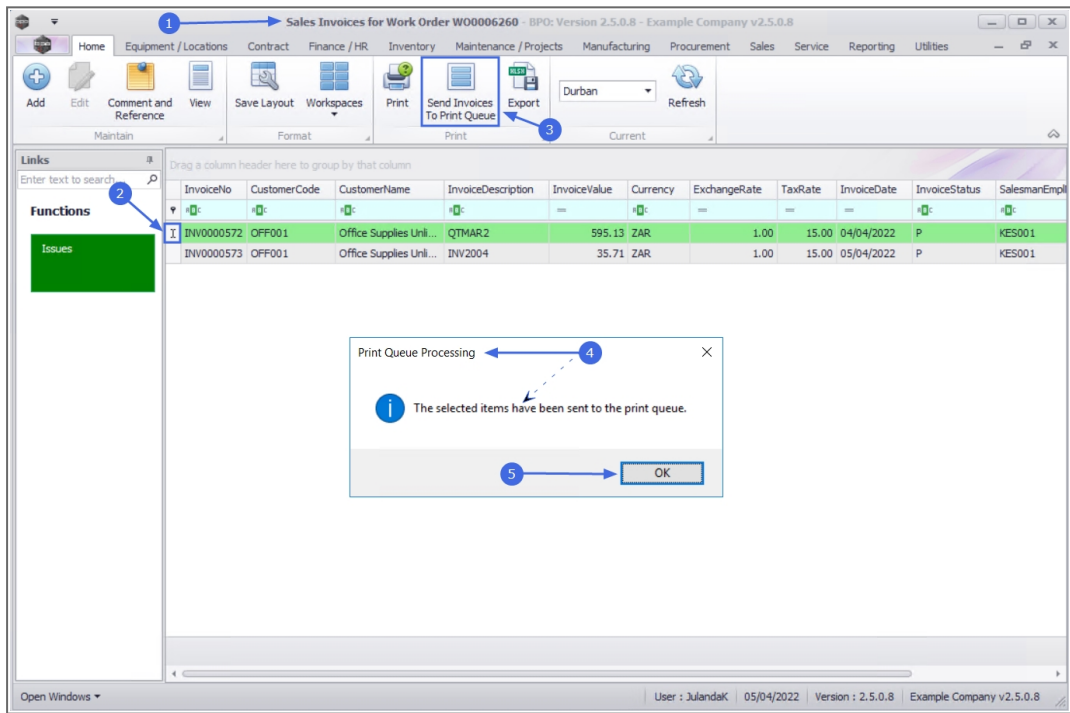 1
Sales Invoices for Work Order WO0006260 - BPO: Version 2.5.0.8 - Example Company v2.5.0.8
Home Equipment / Locations Contract Finance / HR Inventory Maintenance / Projects Manufacturing Procurement Sales Service Reporting Utilities
Add Edit Comment and Reference View Save Layout Workspaces Print Send Invoices To Print Queue Export Durban Refresh
3
Maintain Format Print Current
Links
Drag a column header here to group by that column
Enter text to search...
2
InvoiceNo CustomerCode CustomerName InvoiceDescription InvoiceValue Currency ExchangeRate TaxRate InvoiceDate InvoiceStatus SalesmanEmpl
Functions
INV0000572 OFF001 Office Supplies Unli... QTMAR2 595.13 ZAR 1.00 15.00 04/04/2022 P KES001
Issues
INV0000573 OFF001 Office Supplies Unli... INV2004 35.71 ZAR 1.00 15.00 05/04/2022 P KES001
Print Queue Processing
4
The selected items have been sent to the print queue.
5
OK
Open Windows
User : JulandaK 05/04/2022 Version : 2.5.0.8 Example Company v2.5.0.8